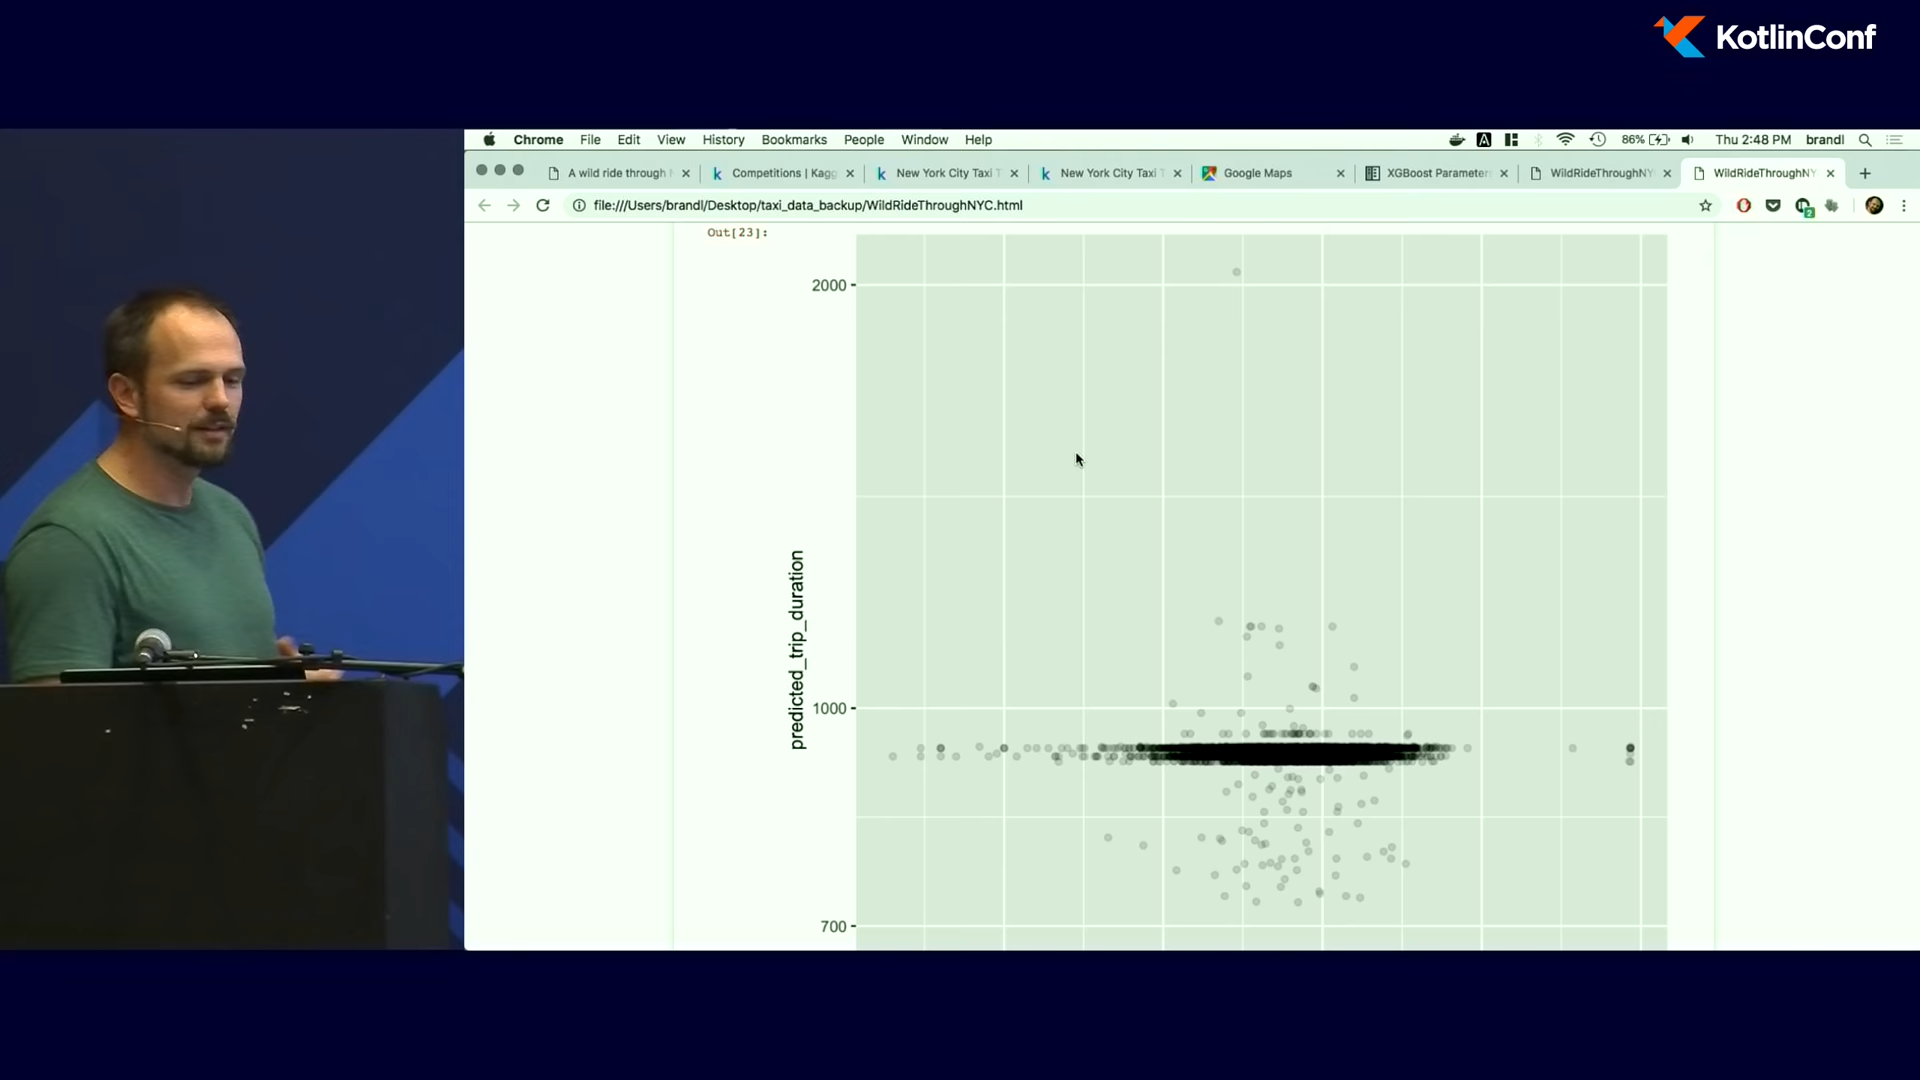 KotlinConf
Chrome File Edit View History Bookmarks People Window Help 86% Thu 2:48 PM brandl
A wild ride through Competitions | Kagg New York City Taxi T New York City Taxi T Google Maps XGBoost Parameter WildRideThroughNY WildRideThroughNY
file:///Users/brandl/Desktop/taxi_data_backup/WildRideThroughNYC.html
Out[23]:
2000
predicted_trip_duration
1000
700